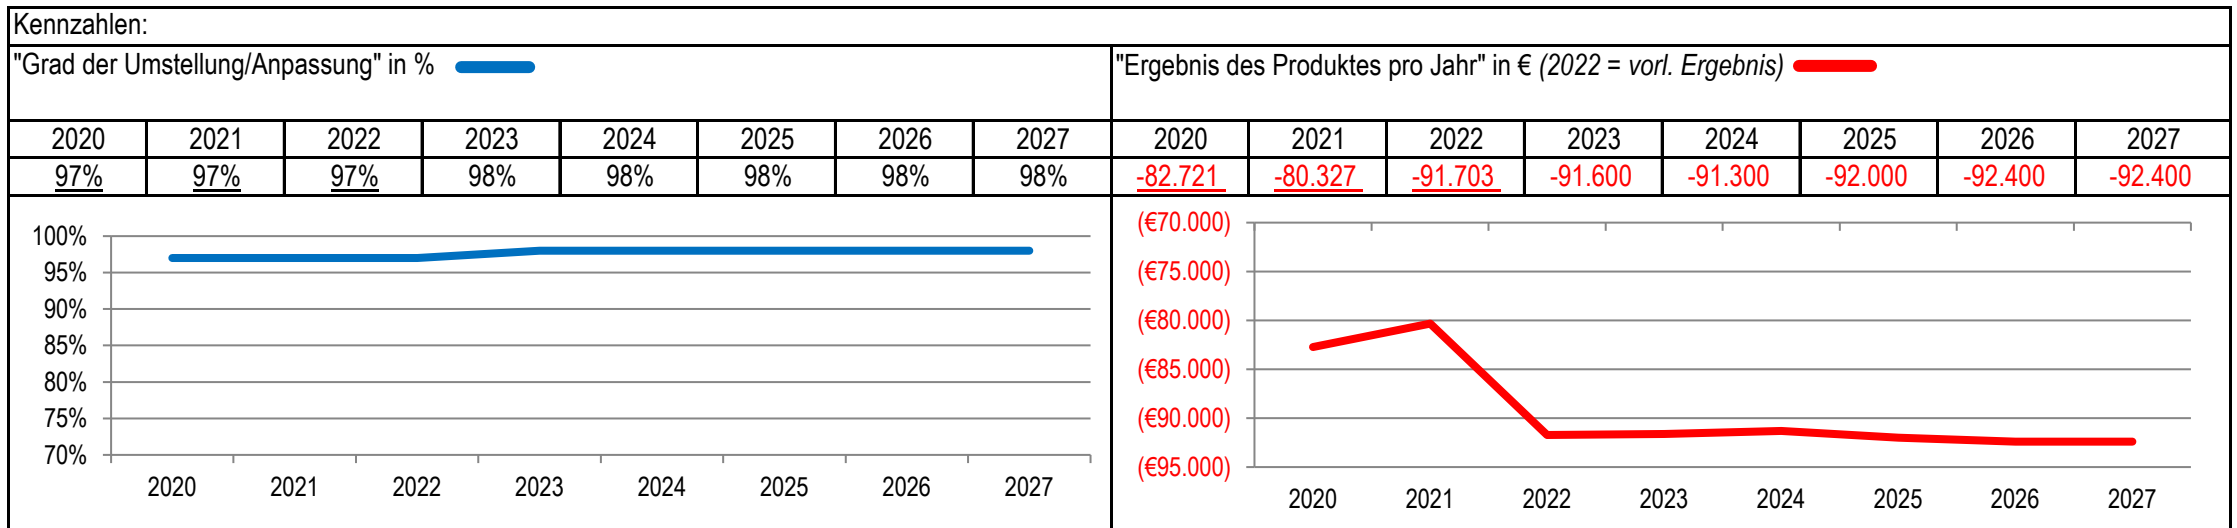 Kennzahlen:
"Grad der Umstellung/Anpassung" in %
"Ergebnis des Produktes pro Jahr" in € (2022 = vorl. Ergebnis)
2020 2021 2022 2023 2024 2025 2026 2027
97% 97% 97% 98% 98% 98% 98% 98%
2020 2021 2022 2023 2024 2025 2026 2027
-82.721 -80.327 -91.703 -91.600 -91.300 -92.000 -92.400 -92.400
100%
95%
90%
85%
80%
75%
70%
2020 2021 2022 2023 2024 2025 2026 2027
(€70.000)
(€75.000)
(€80.000)
(€85.000)
(€90.000)
(€95.000)
2020 2021 2022 2023 2024 2025 2026 2027